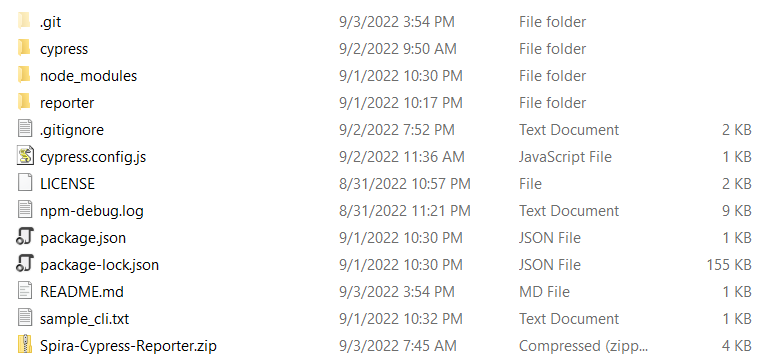 .git 9/3/2022 3:54 PM File folder
cypress 9/2/2022 9:50 AM File folder
node_modules 9/1/2022 10:30 PM File folder
reporter 9/1/2022 10:17 PM File folder
.gitignore 9/2/2022 7:52 PM Text Document 2 KB
cypress.config.js 9/2/2022 11:36 AM JavaScript File 1 KB
LICENSE 8/31/2022 10:57 PM File 2 KB
npm-debug.log 8/31/2022 11:21 PM Text Document 9 KB
package.json 9/1/2022 10:30 PM JSON File 1 KB
package-lock.json 9/1/2022 10:30 PM JSON File 155 KB
README.md 9/3/2022 3:54 PM MD File 1 KB
sample_cli.txt 9/1/2022 10:32 PM Text Document 1 KB
Spira-Cypress-Reporter.zip 9/3/2022 7:45 AM Compressed (zipp... 4 KB